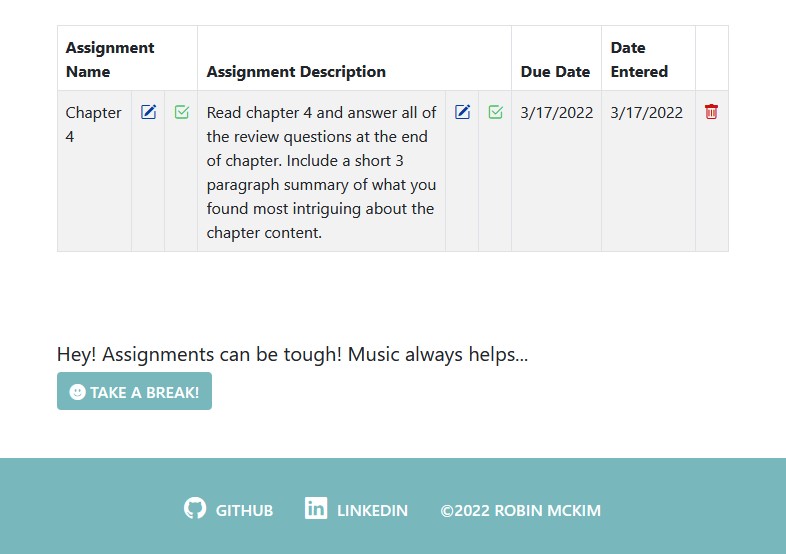 Assignment Name
Assignment Description
Due Date
Date Entered
Chapter 4
Read chapter 4 and answer all of
the review questions at the end
of chapter. Include a short 3
paragraph summary of what you
found most intriguing about the
chapter content.
3/17/2022
3/17/2022
Hey! Assignments can be tough! Music always helps...
TAKE A BREAK!
GITHUB
LINKEDIN
©2022 ROBIN MCKIM